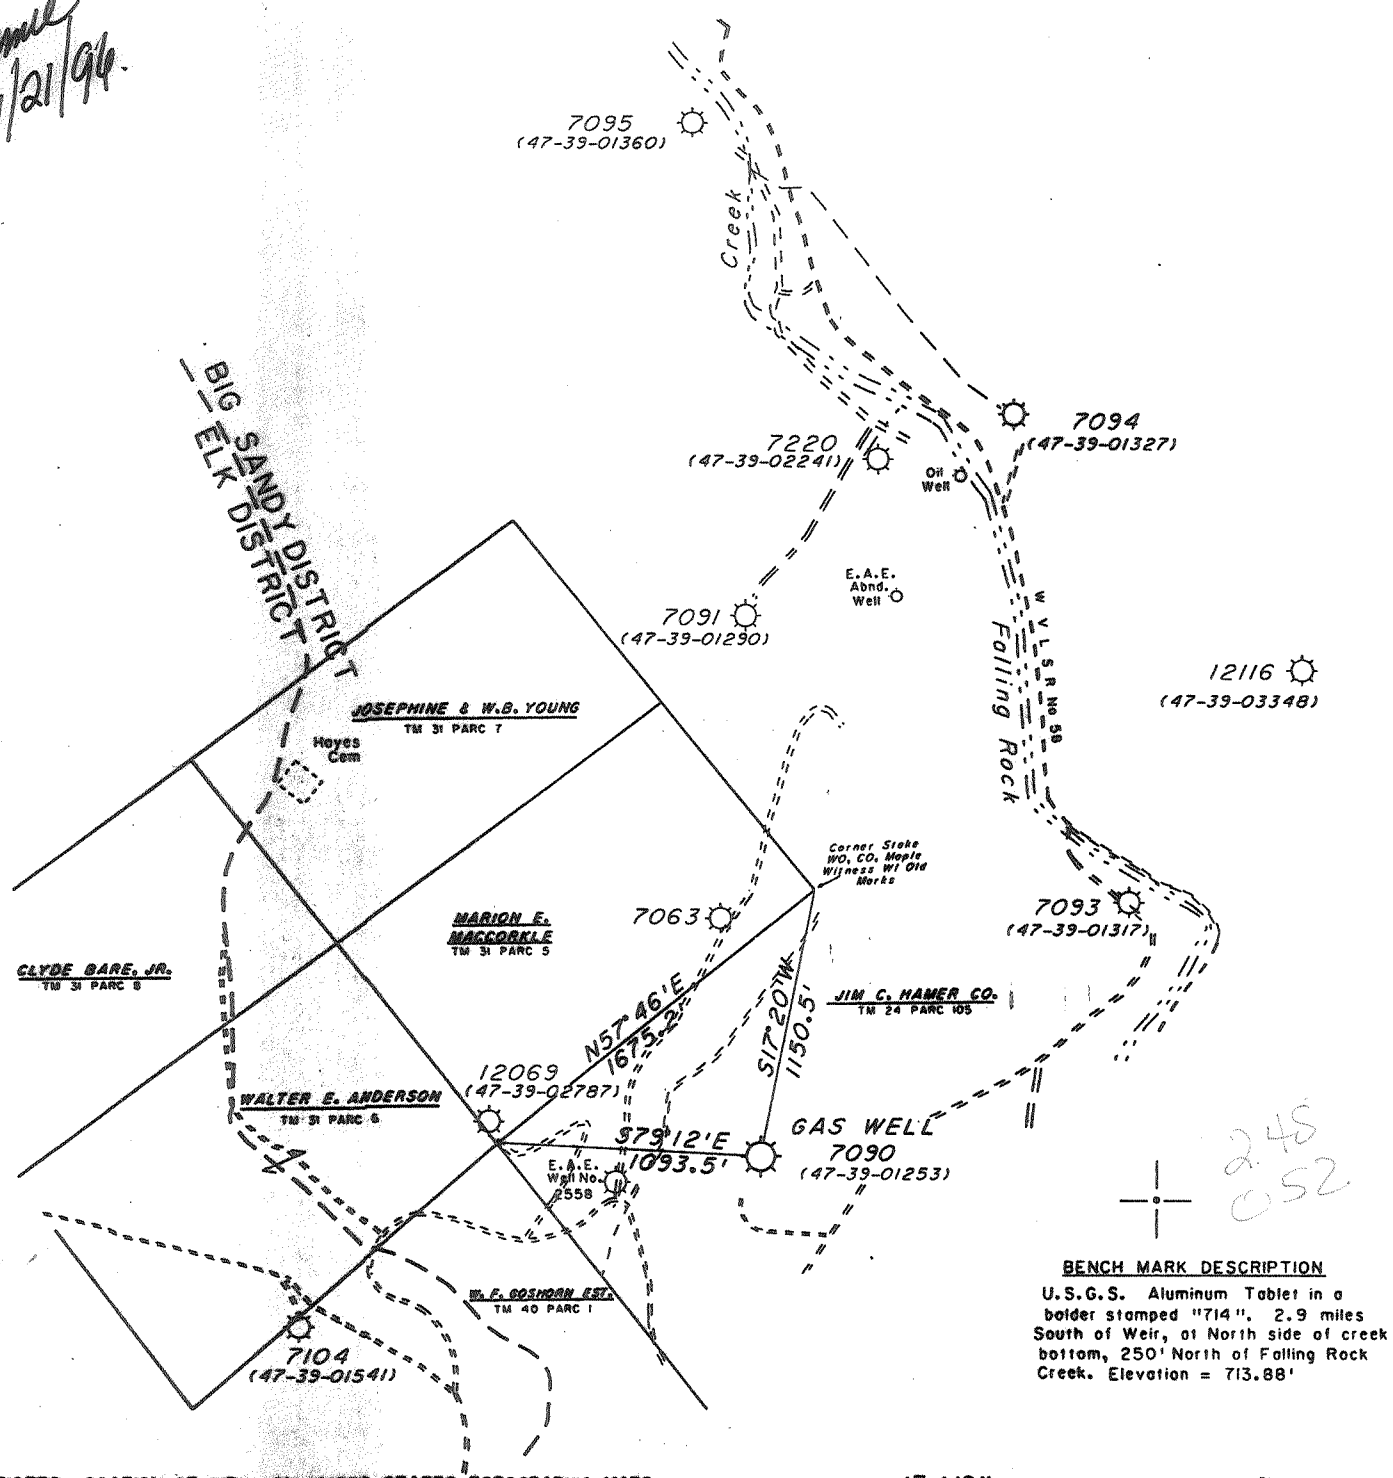 /21/96.
7095
(47-39-01360)
Creek
BIG SANDY DISTRICT
ELK DISTRICT
7094
(47-39-01327)
7220
(47-39-02241)
Oil
Well
E.A.E.
Abnd.
Well
7091
(47-39-01290)
W V L S R No 58
Falling Rock
12116
(47-39-03348)
JOSEPHINE & W.B. YOUNG
TM 31 PARC 7
Hayes
Cem
Corner Stake
WO, CO, Maple
Witness W/ Old
Marks
7063
7093
(47-39-01317)
MARION E.
MACCORKLE
TM 31 PARC 5
CLYDE BARE, JR.
TM 31 PARC 8
N57°46'E
1675.2'
S17°20'W
1150.5'
JIM C. HAMER CO.
TM 24 PARC 105
12069
(47-39-02787)
WALTER E. ANDERSON
TM 31 PARC 6
S79°12'E
1093.5'
GAS WELL
7090
(47-39-01253)
E.A.E.
Well No.
2558
2.48
052
W. F. GOSHORN EST.
TM 40 PARC 1
7104
(47-39-01541)
BENCH MARK DESCRIPTION
U.S.G.S. Aluminum Tablet in a
bolder stamped "714". 2.9 miles
South of Weir, at North side of creek
bottom, 250' North of Falling Rock
Creek. Elevation = 713.88'